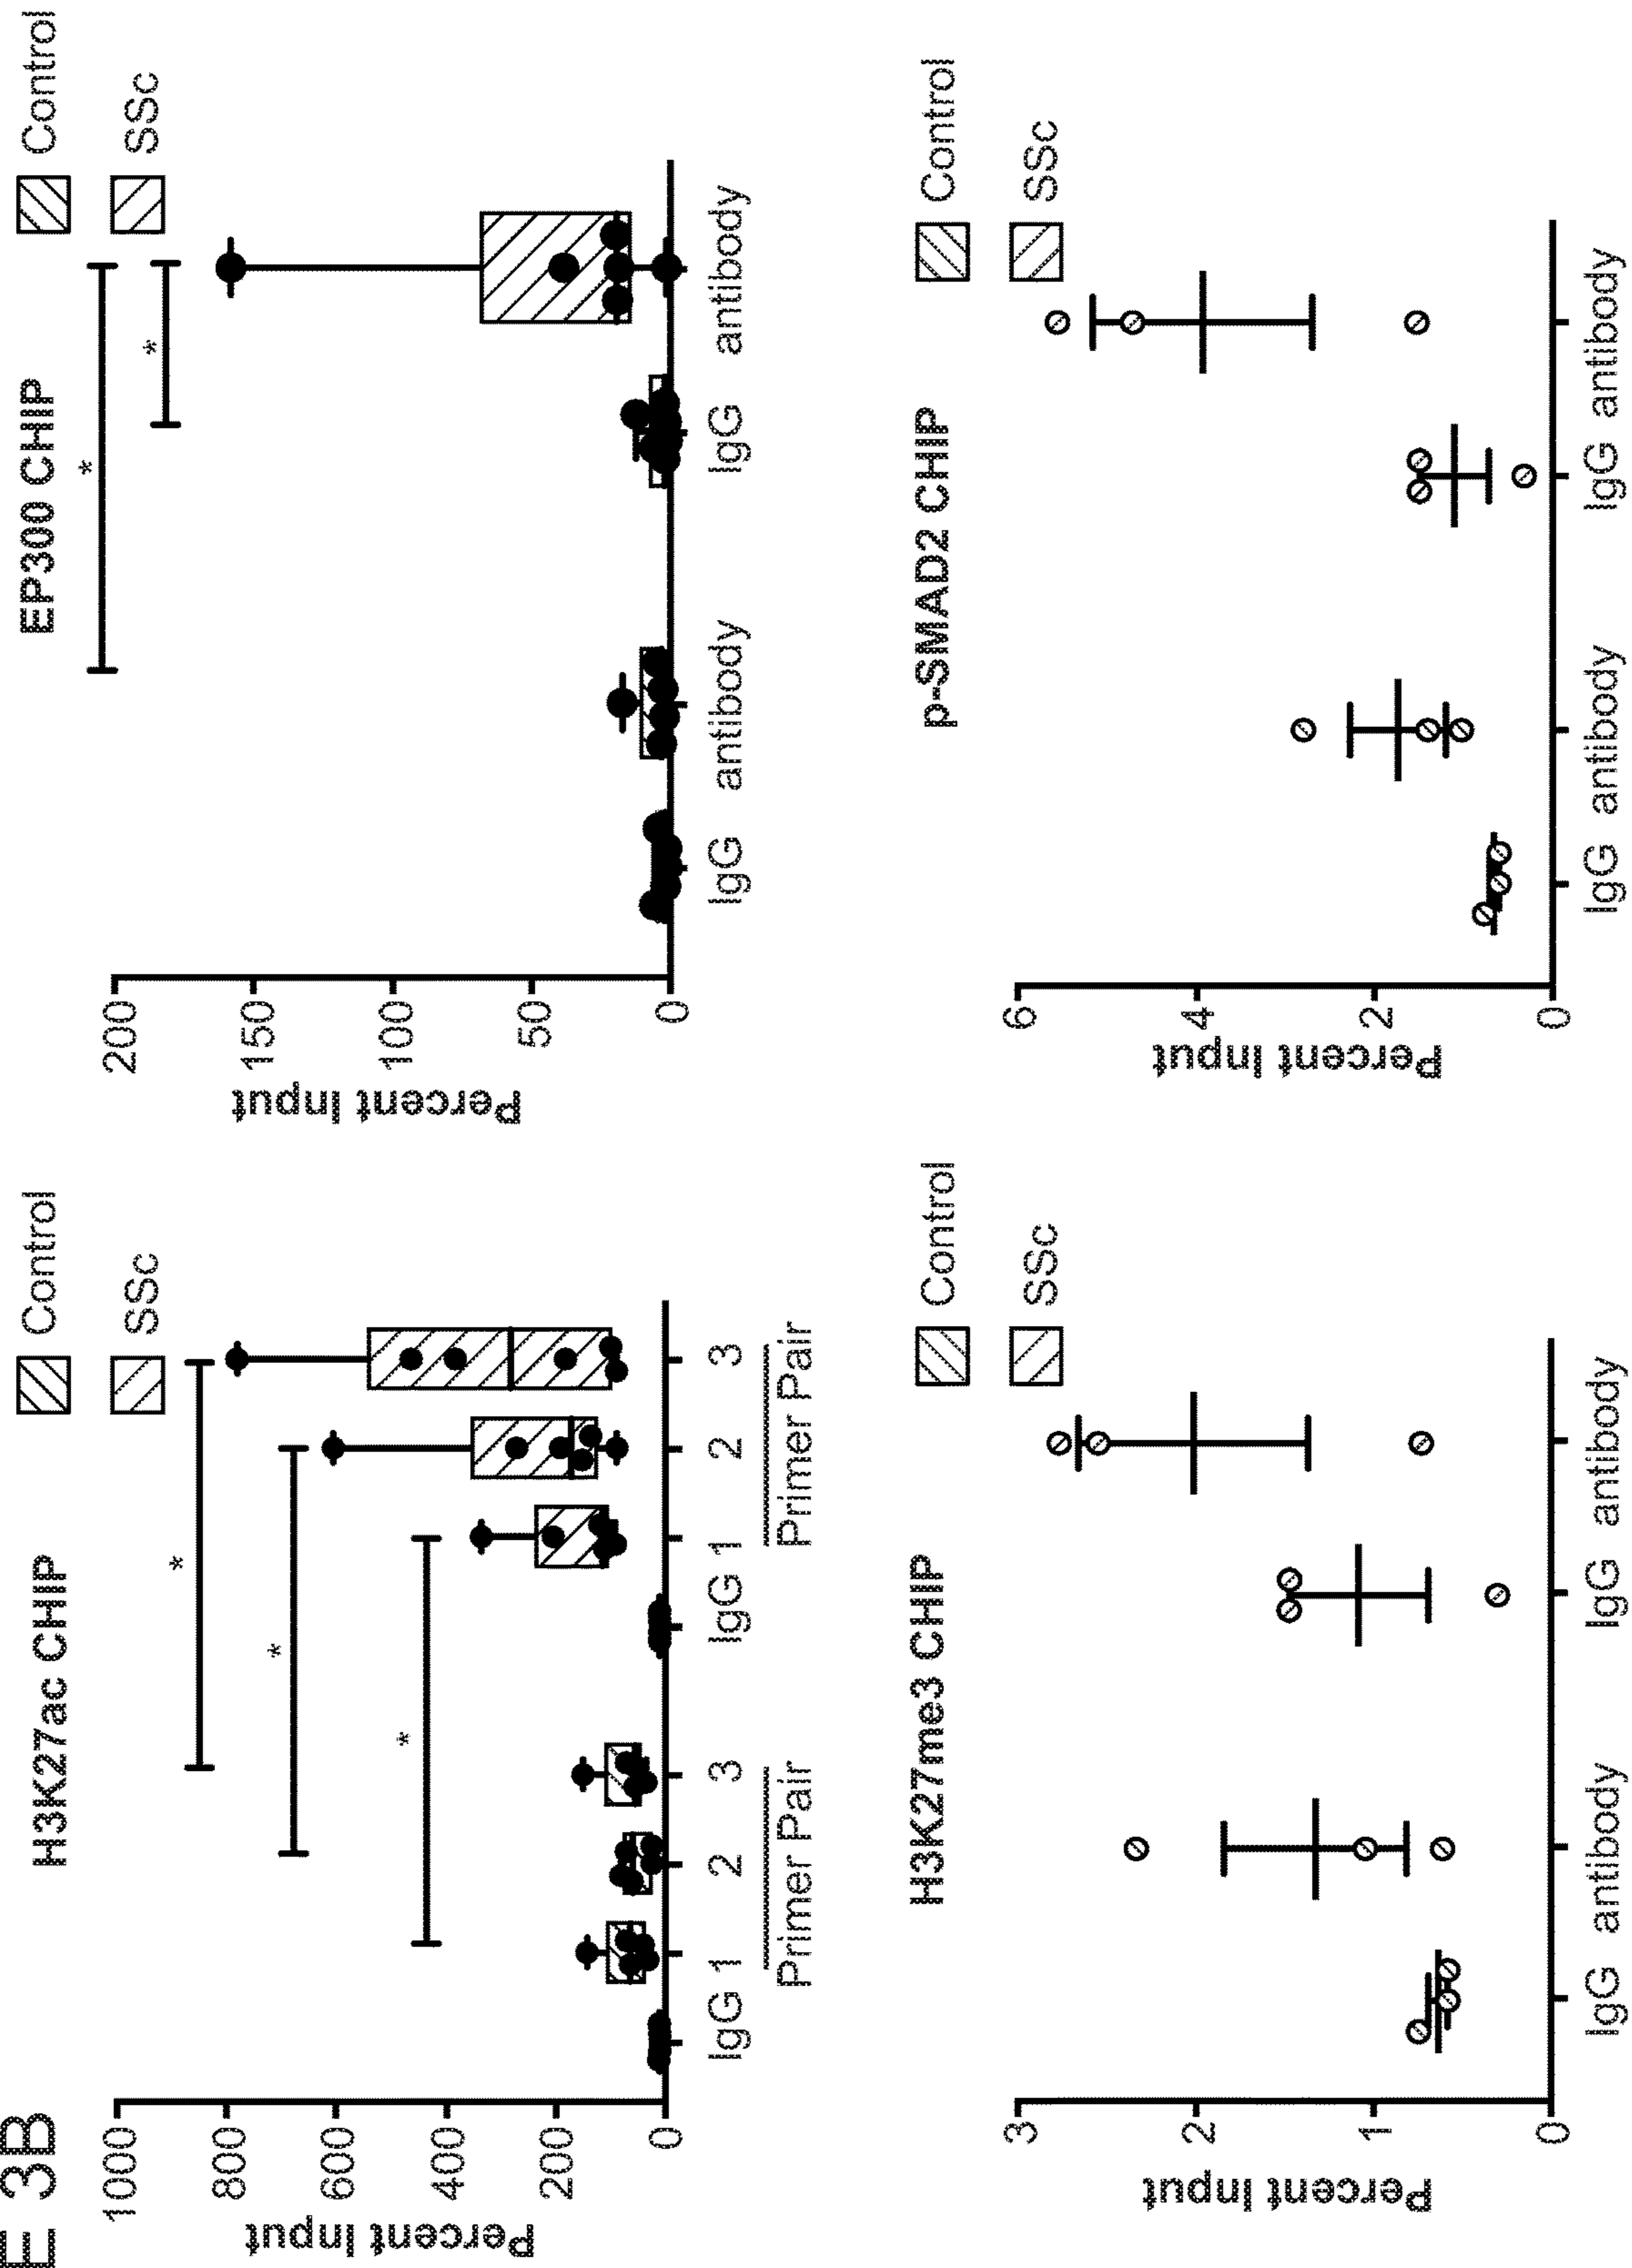 E 3B
H3K27ac CHIP
Control
SSc
*
*
*
Percent Input
1000
800
600
400
200
0
IgG 1 2 3 IgG 1 2 3
Primer Pair Primer Pair
EP300 CHIP
Control
SSc
*
*
Percent Input
200
150
100
50
0
IgG antibody IgG antibody
H3K27me3 CHIP
Control
SSc
Percent Input
3
2
1
0
IgG antibody IgG antibody
p-SMAD2 CHIP
Control
SSc
Percent Input
6
4
2
0
IgG antibody IgG antibody